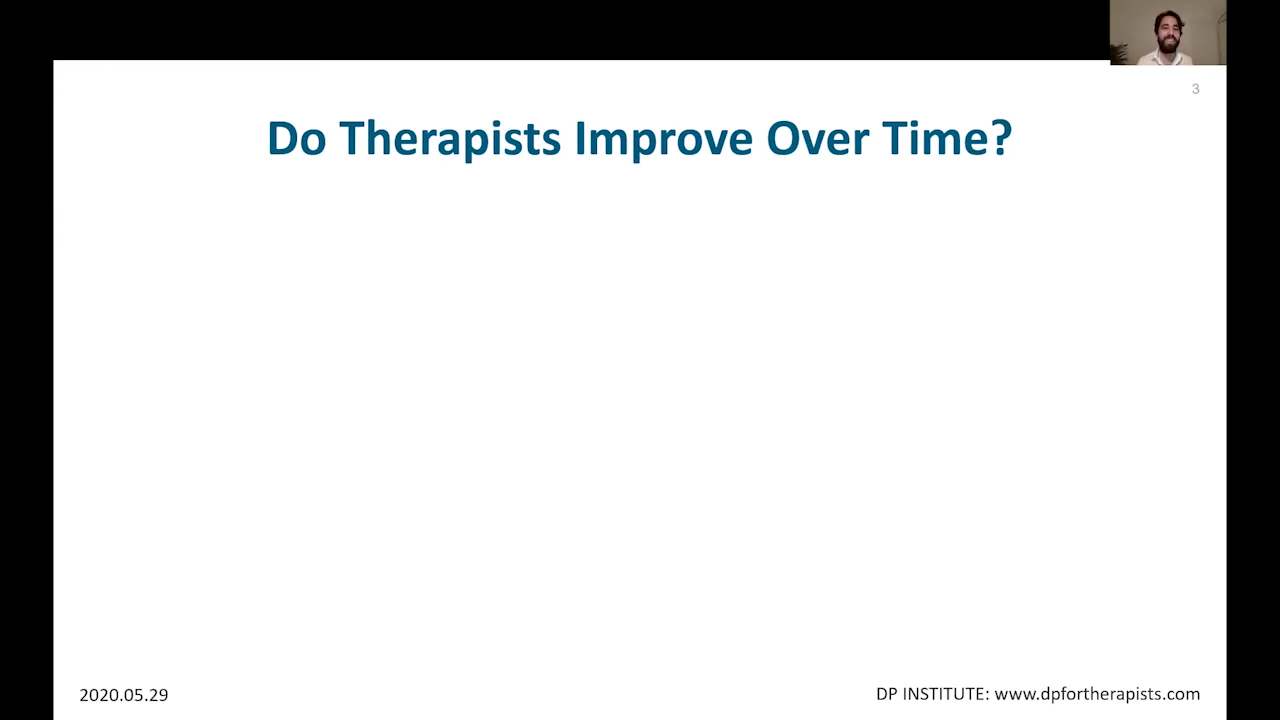 3
Do Therapists Improve Over Time?
2020.05.29
DP INSTITUTE: www.dpfortherapists.com